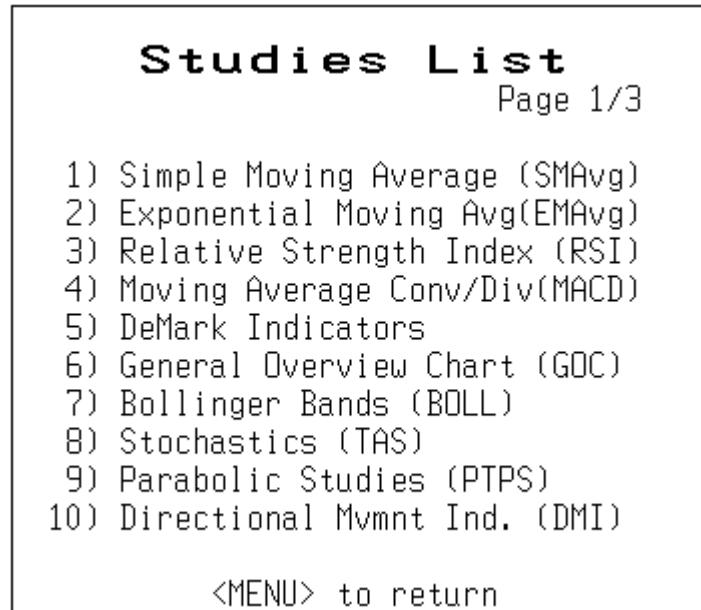 Studies List
Page 1/3
1) Simple Moving Average (SMAvg)
2) Exponential Moving Avg(EMAvg)
3) Relative Strength Index (RSI)
4) Moving Average Conv/Div(MACD)
5) DeMark Indicators
6) General Overview Chart (GOC)
7) Bollinger Bands (BOLL)
8) Stochastics (TAS)
9) Parabolic Studies (PTPS)
10) Directional Mvmnt Ind. (DMI)
<MENU> to return